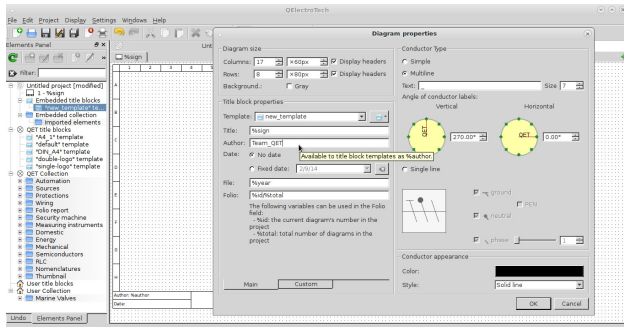 QElectroTech
File Edit Project Display Settings Windows Help
Elements Panel
Filter:
Untitled project [modified]
1 - %sign
Embedded title blocks
"new_template" te...
Embedded collection
Imported elements
QET title blocks
"A4_1" template
"default" template
"DIN_A4" template
"double-logo" template
"single-logo" template
QET Collection
Automation
Sources
Protections
Wiring
Folio report
Security machine
Measuring instruments
Domestic
Energy
Mechanical
Semiconductors
RLC
Nomenclatures
Thumbnail
User title blocks
User Collection
Marine Valves
Undo Elements Panel
Unt
%sign
1 2 3 4 5
A
B
C
D
E
F
G
H
Author: %author
Date:
Diagram properties
Diagram size
Columns: 17 ×60px Display headers
Rows: 8 ×80px Display headers
Background.: Gray
Title block properties
Template: new_template
Title: %sign
Author: Team_QET
Available to title block templates as %author.
Date: No date
Fixed date: 2/9/14
File: %year
Folio: %id/%total
The following variables can be used in the Folio
field:
- %id: the current diagram's number in the
project
- %total: total number of diagrams in the
project
Main Custom
Conductor Type
Simple
Multiline
Text: _ Size 7
Angle of conductor labels:
Vertical Horizontal
QET 270.00° QET 0.00°
Single line
ground
PEN
neutral
phase 1
Conductor appearance
Color:
Style: Solid line
OK Cancel